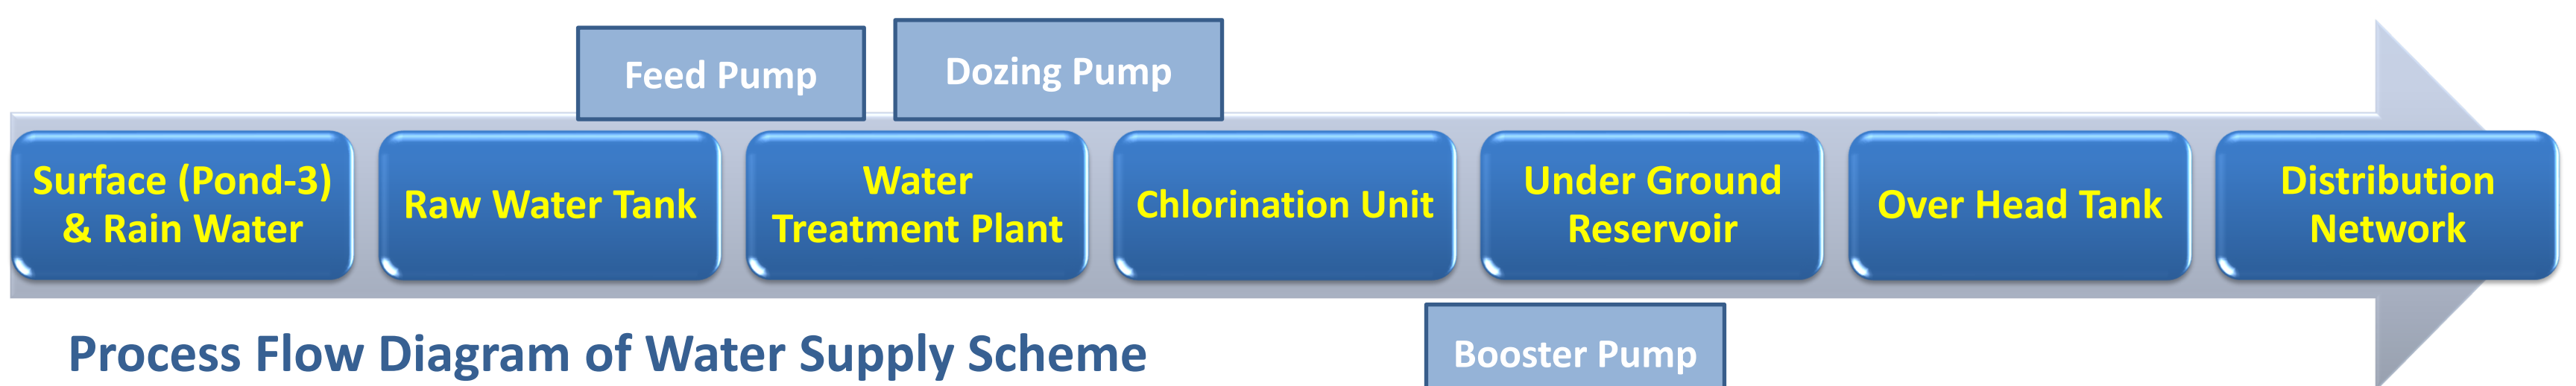 Feed Pump
Dozing Pump
Surface (Pond-3)
& Rain Water
Raw Water Tank
Water
Treatment Plant
Chlorination Unit
Under Ground
Reservoir
Over Head Tank
Distribution
Network
Process Flow Diagram of Water Supply Scheme
Booster Pump